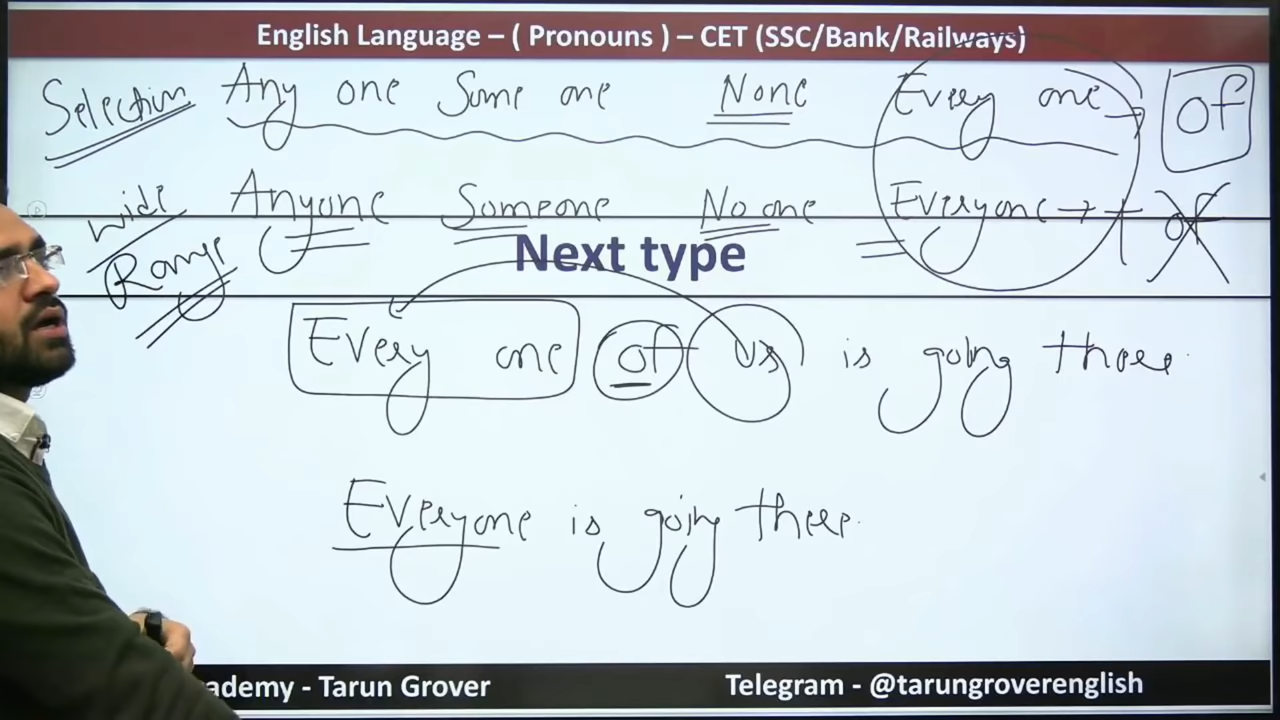 English Language – ( Pronouns ) – CET (SSC/Bank/Railways)
Selection Any one Some one None Every one → of
Wide Range Anyone Someone No one Everyone → + of
Next type
Every one of us is going there.
Everyone is going there.
ademy - Tarun Grover Telegram - @tarungroverenglish